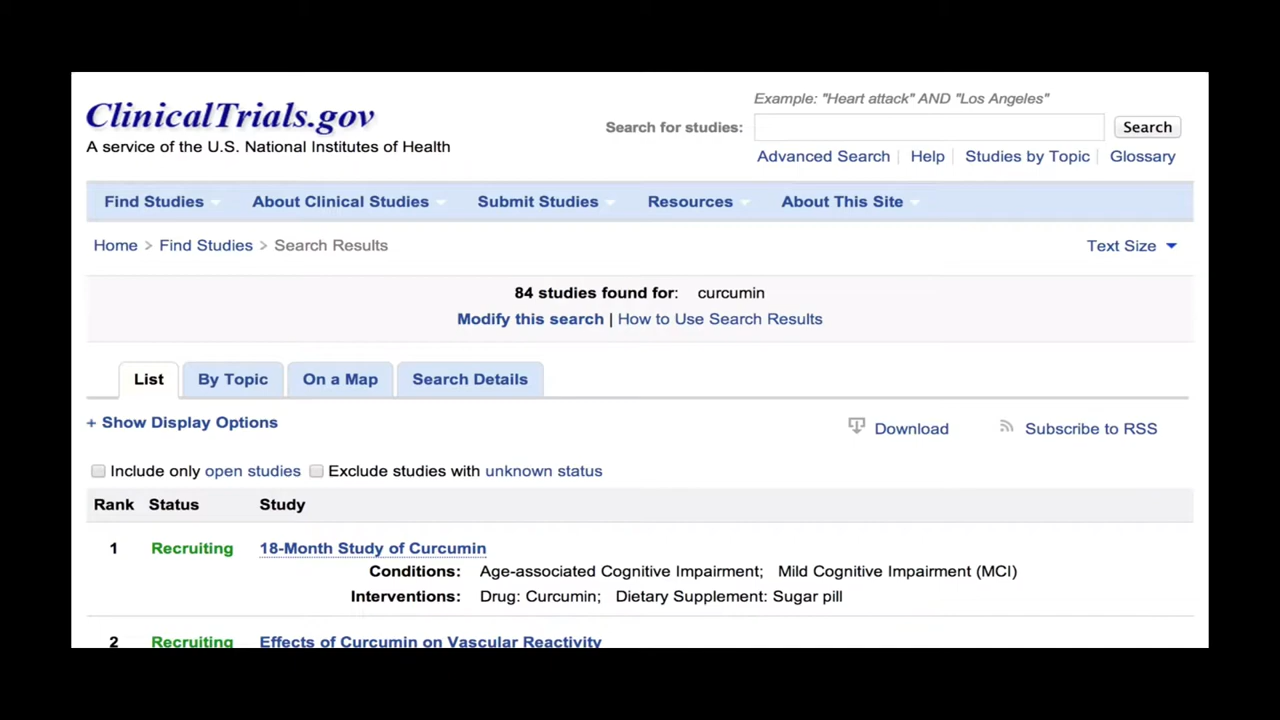 ClinicalTrials.gov
A service of the U.S. National Institutes of Health
Example: "Heart attack" AND "Los Angeles"
Search for studies:
Search
Advanced Search | Help | Studies by Topic | Glossary
Find Studies About Clinical Studies Submit Studies Resources About This Site
Home > Find Studies > Search Results
Text Size
84 studies found for: curcumin
Modify this search | How to Use Search Results
List By Topic On a Map Search Details
+ Show Display Options
Download Subscribe to RSS
Include only open studies Exclude studies with unknown status
Rank Status Study
1 Recruiting 18-Month Study of Curcumin
Conditions: Age-associated Cognitive Impairment; Mild Cognitive Impairment (MCI)
Interventions: Drug: Curcumin; Dietary Supplement: Sugar pill
2 Recruiting Effects of Curcumin on Vascular Reactivity